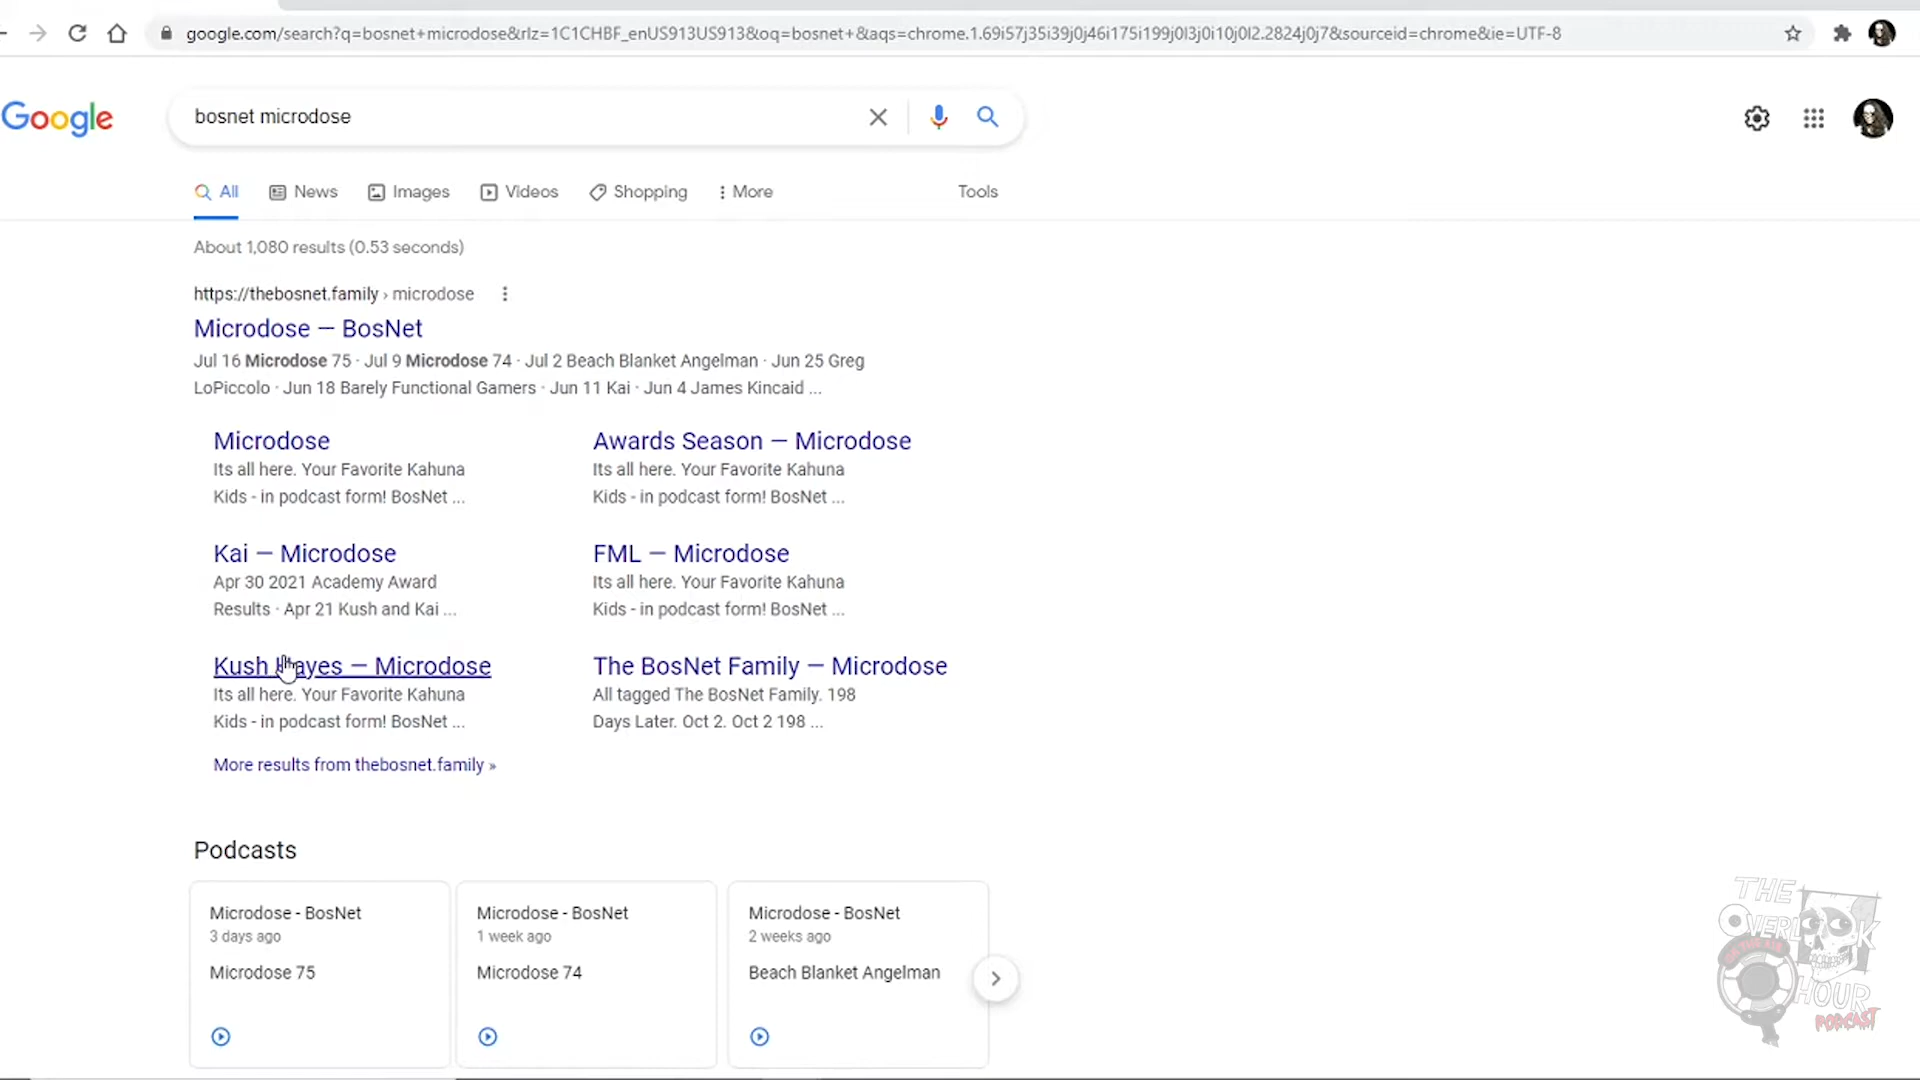 google.com/search?q=bosnet+microdose&rlz=1C1CHBF_enUS913US913&oq=bosnet+&aqs=chrome.1.69i57j35i39j0j46i175i199j0l3j0i10j0l2.2824j0j7&sourceid=chrome&ie=UTF-8
Google
bosnet microdose
All News Images Videos Shopping More Tools
About 1,080 results (0.53 seconds)
https://thebosnet.family › microdose
Microdose — BosNet
Jul 16 Microdose 75 · Jul 9 Microdose 74 · Jul 2 Beach Blanket Angelman · Jun 25 Greg
LoPiccolo · Jun 18 Barely Functional Gamers · Jun 11 Kai · Jun 4 James Kincaid ...
Microdose
Its all here. Your Favorite Kahuna
Kids - in podcast form! BosNet ...
Awards Season — Microdose
Its all here. Your Favorite Kahuna
Kids - in podcast form! BosNet ...
Kai — Microdose
Apr 30 2021 Academy Award
Results · Apr 21 Kush and Kai ...
FML — Microdose
Its all here. Your Favorite Kahuna
Kids - in podcast form! BosNet ...
Kush Hayes — Microdose
Its all here. Your Favorite Kahuna
Kids - in podcast form! BosNet ...
The BosNet Family — Microdose
All tagged The BosNet Family. 198
Days Later. Oct 2. Oct 2 198 ...
More results from thebosnet.family »
Podcasts
Microdose - BosNet
3 days ago
Microdose 75
Microdose - BosNet
1 week ago
Microdose 74
Microdose - BosNet
2 weeks ago
Beach Blanket Angelman
THE
OVERLOOK
ON THE AIR
HOUR
PODCAST